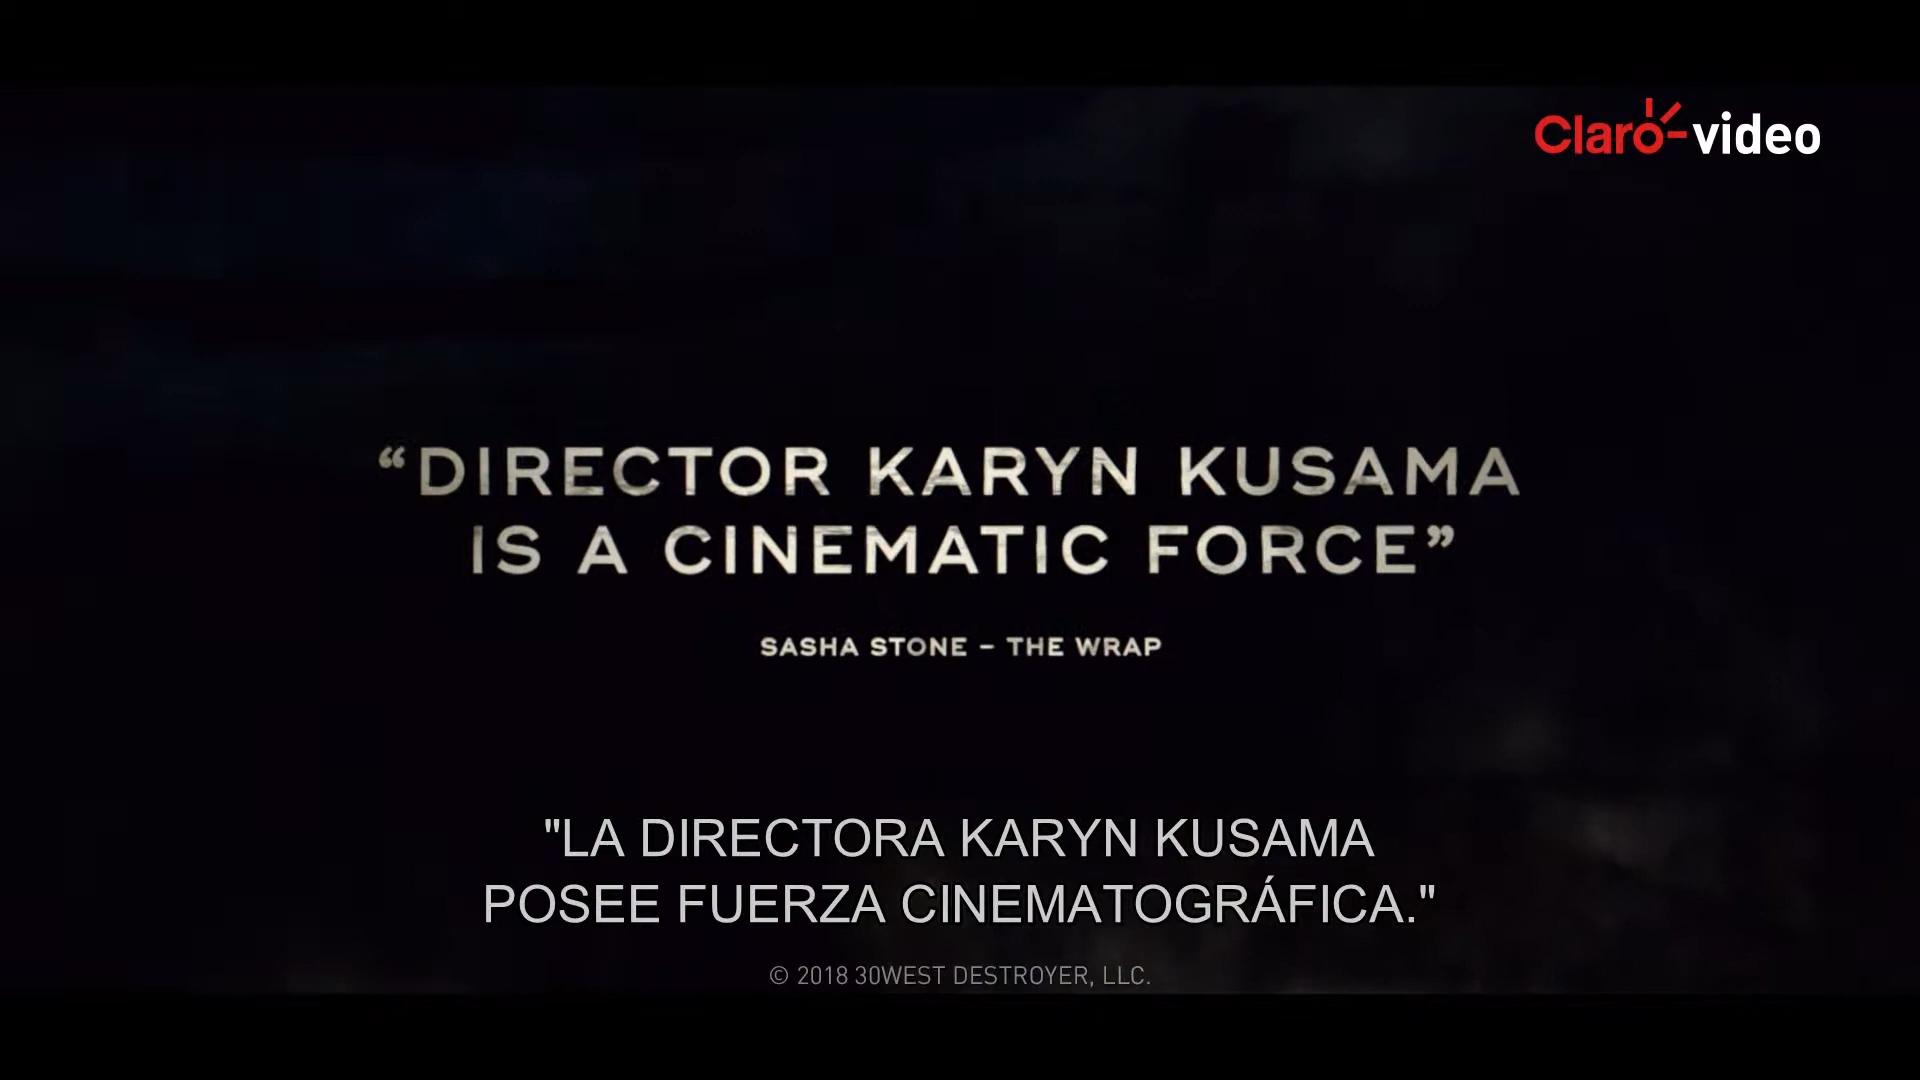 Claro-video
“DIRECTOR KARYN KUSAMA
IS A CINEMATIC FORCE”
SASHA STONE – THE WRAP
"LA DIRECTORA KARYN KUSAMA
POSEE FUERZA CINEMATOGRÁFICA."
© 2018 30WEST DESTROYER, LLC.